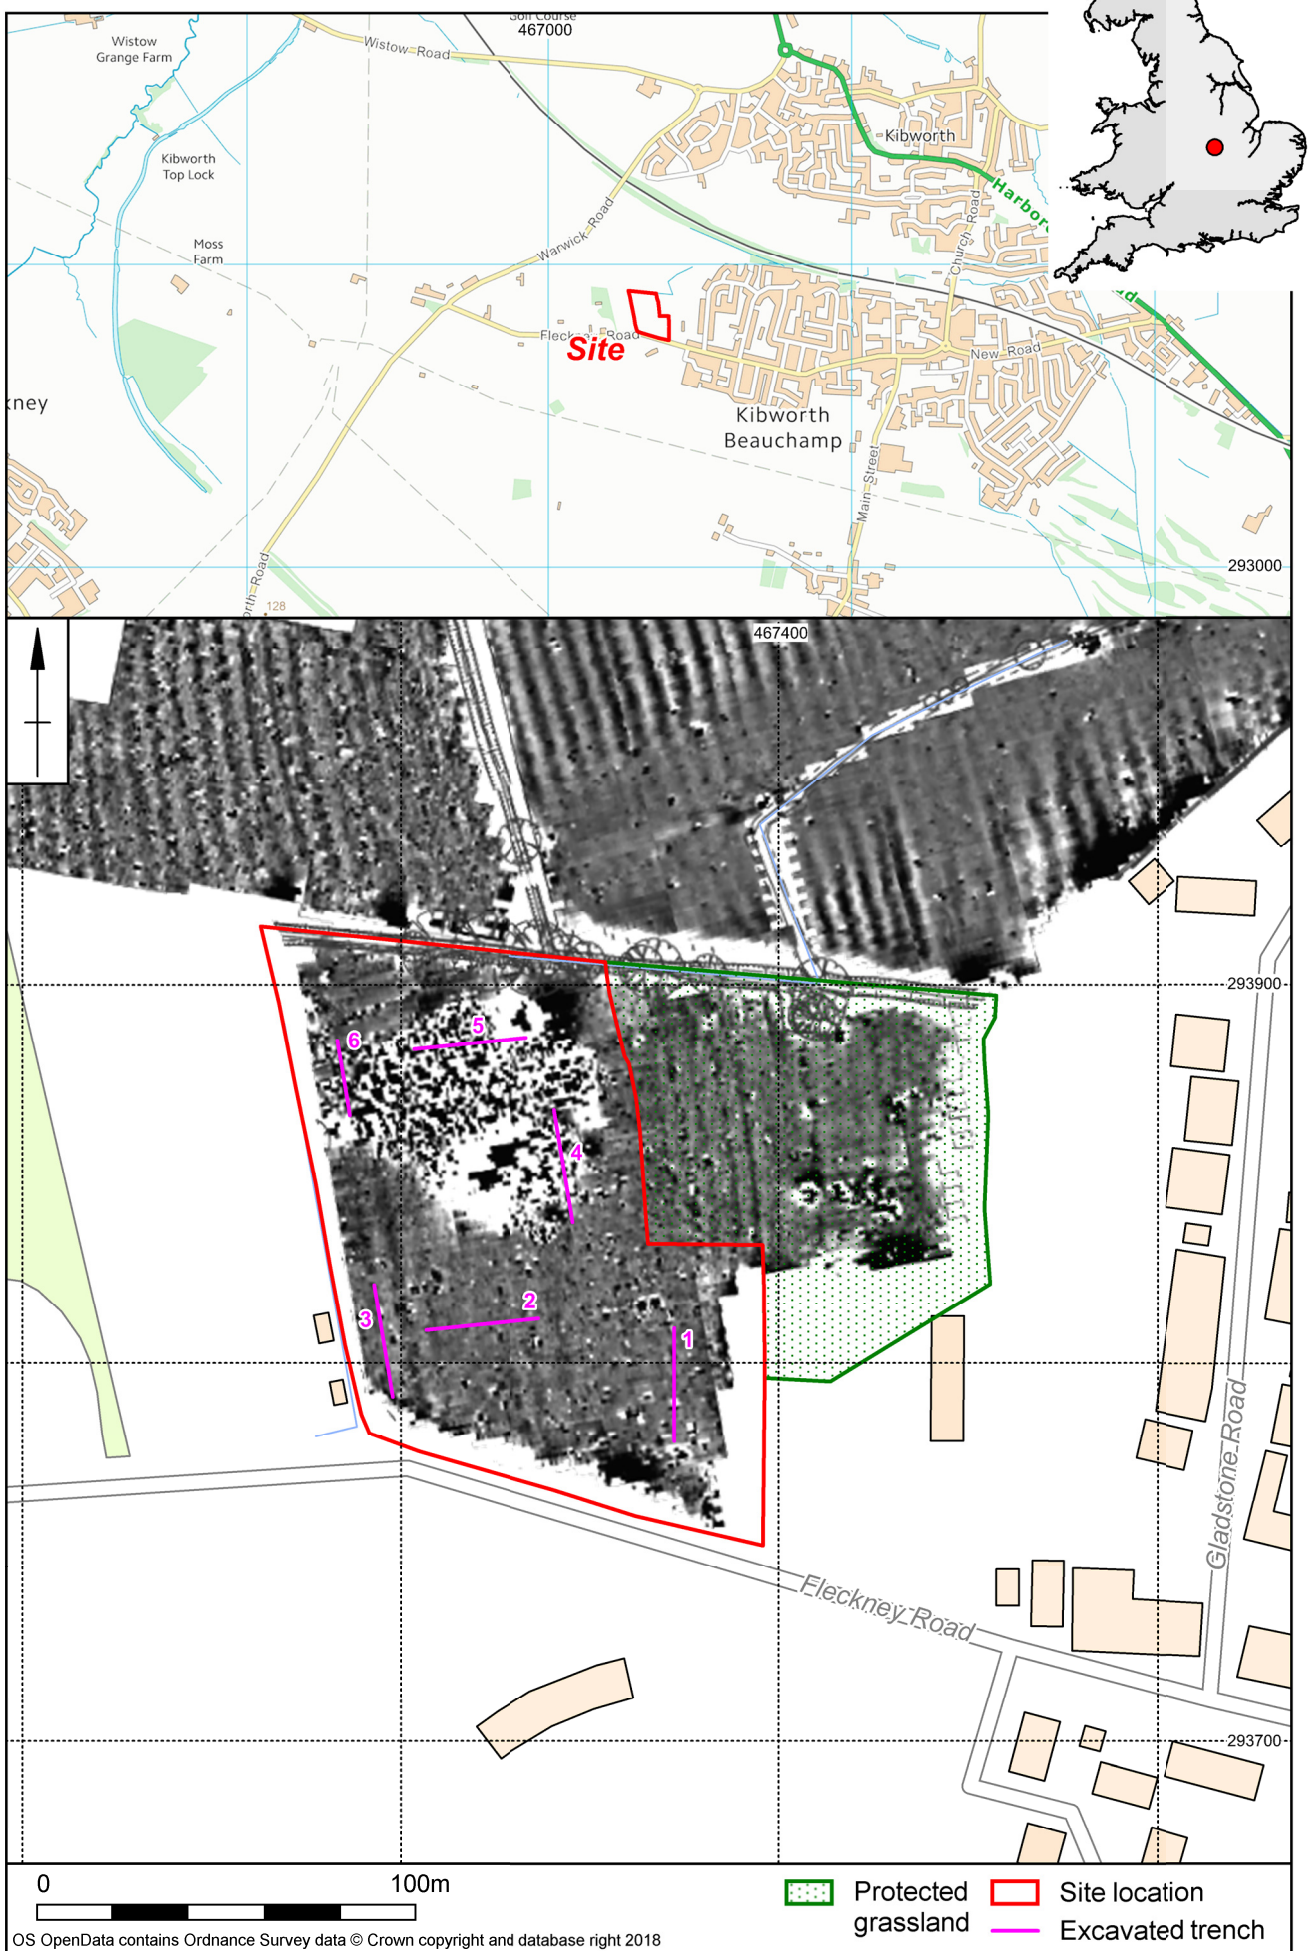 467000
Wistow
Grange Farm
Wistow Road
Kibworth
Kibworth
Top Lock
Harbor
Church Road
Warwick Road
Moss
Farm
Road
Site
New Road
Kibworth
Beauchamp
Main Street
293000
128
467400
293900
5
6
4
2
3
1
Gladstone Road
Fleckney Road
293700
0
100m
Protected
grassland
Site location
Excavated trench
OS OpenData contains Ordnance Survey data © Crown copyright and database right 2018